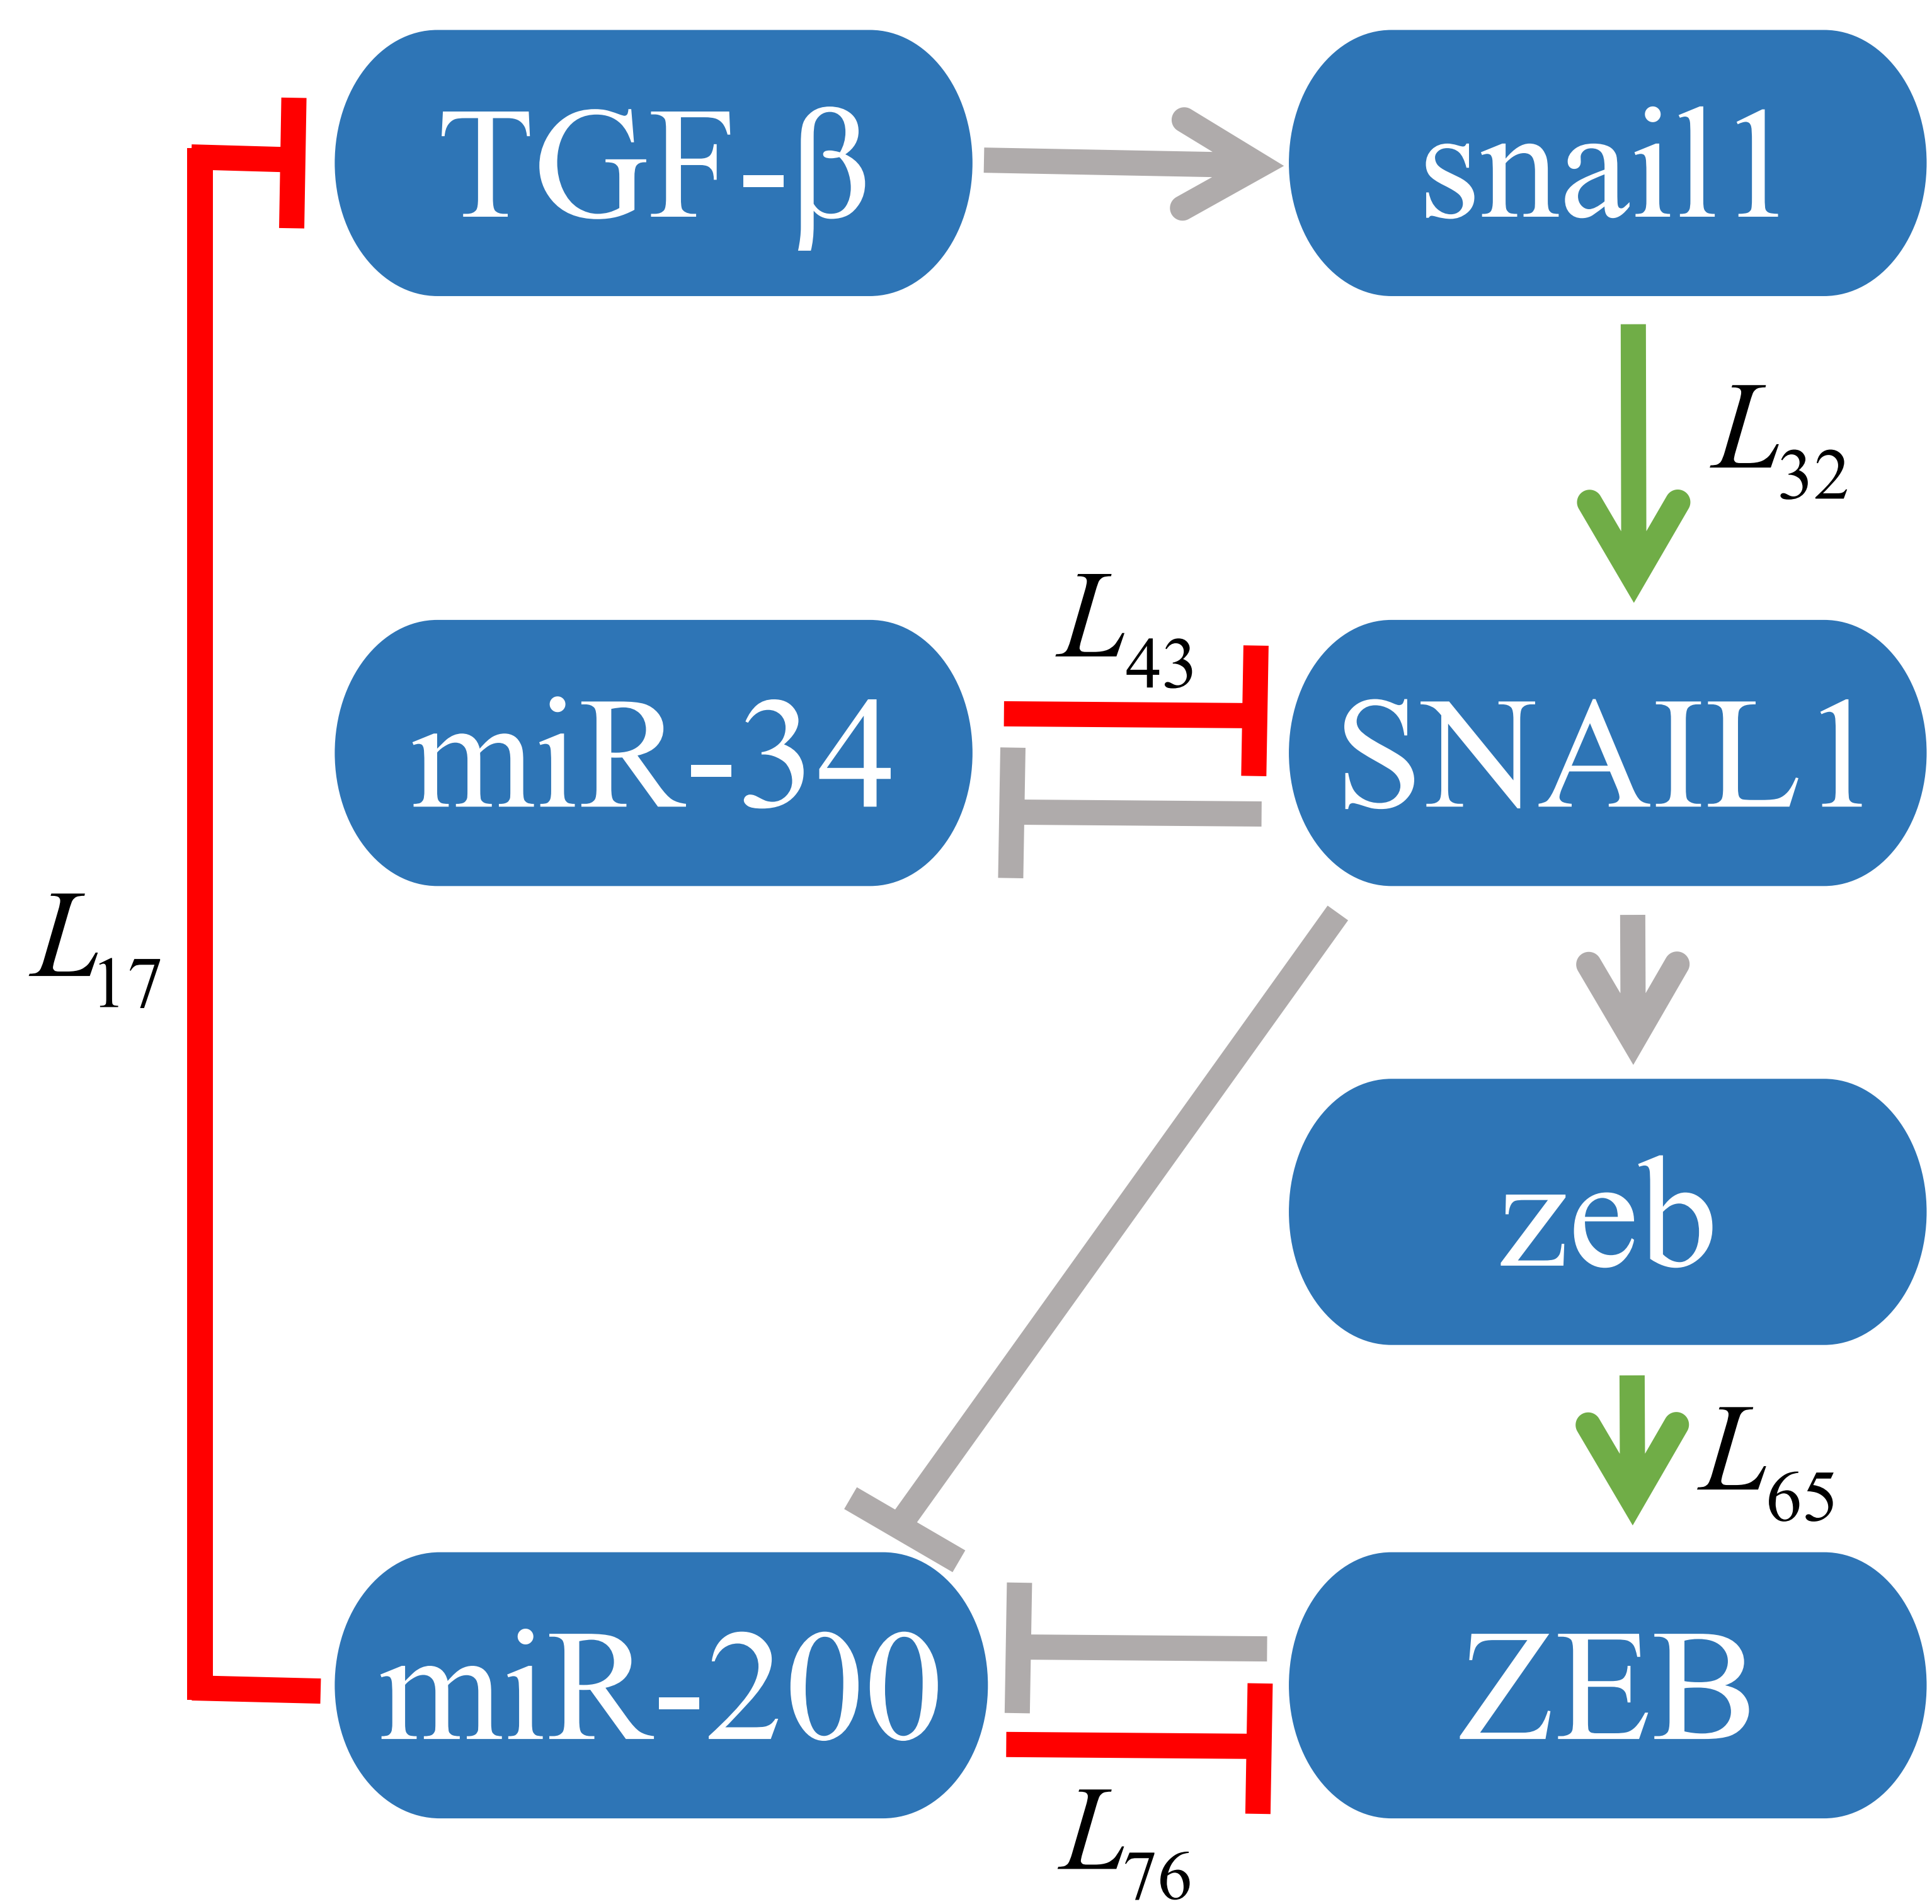 TGF-β
snail1
L32
L43
miR-34
SNAIL1
L17
zeb
L65
miR-200
ZEB
L76